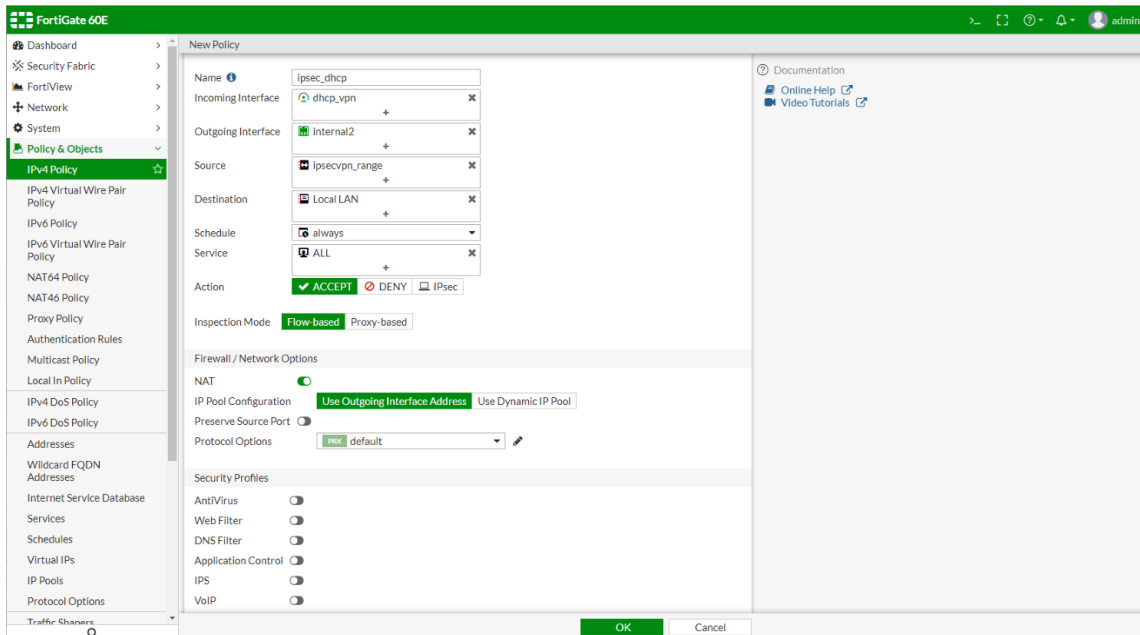 FortiGate 60E
>_
admin
Dashboard
Security Fabric
FortiView
Network
System
Policy & Objects
IPv4 Policy
IPv4 Virtual Wire Pair
Policy
IPv6 Policy
IPv6 Virtual Wire Pair
Policy
NAT64 Policy
NAT46 Policy
Proxy Policy
Authentication Rules
Multicast Policy
Local In Policy
IPv4 DoS Policy
IPv6 DoS Policy
Addresses
Wildcard FQDN
Addresses
Internet Service Database
Services
Schedules
Virtual IPs
IP Pools
Protocol Options
Traffic Shapers
New Policy
Name ipsec_dhcp
Incoming Interface dhcp_vpn
+
Outgoing Interface internal2
+
Source ipsecvpn_range
+
Destination Local LAN
+
Schedule always
Service ALL
+
Action ACCEPT DENY IPsec
Inspection Mode Flow-based Proxy-based
Firewall / Network Options
NAT
IP Pool Configuration Use Outgoing Interface Address Use Dynamic IP Pool
Preserve Source Port
Protocol Options PRX default
Security Profiles
AntiVirus
Web Filter
DNS Filter
Application Control
IPS
VoIP
OK Cancel
Documentation
Online Help
Video Tutorials